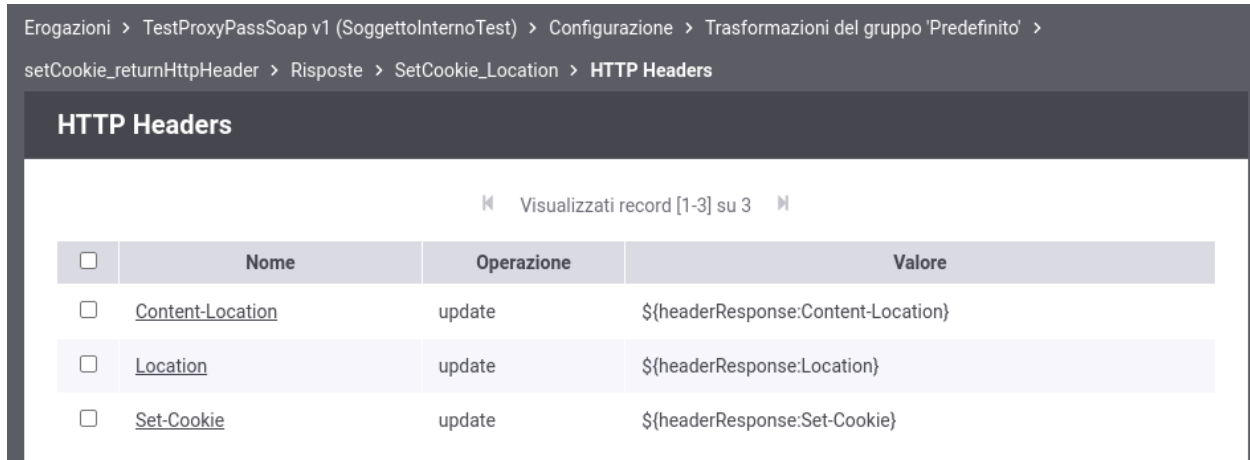 Erogazioni > TestProxyPassSoap v1 (SoggettoInternoTest) > Configurazione > Trasformazioni del gruppo 'Predefinito' >
setCookie_returnHttpHeader > Risposte > SetCookie_Location > HTTP Headers
HTTP Headers
Visualizzati record [1-3] su 3
Nome Operazione Valore
Content-Location update ${headerResponse:Content-Location}
Location update ${headerResponse:Location}
Set-Cookie update ${headerResponse:Set-Cookie}